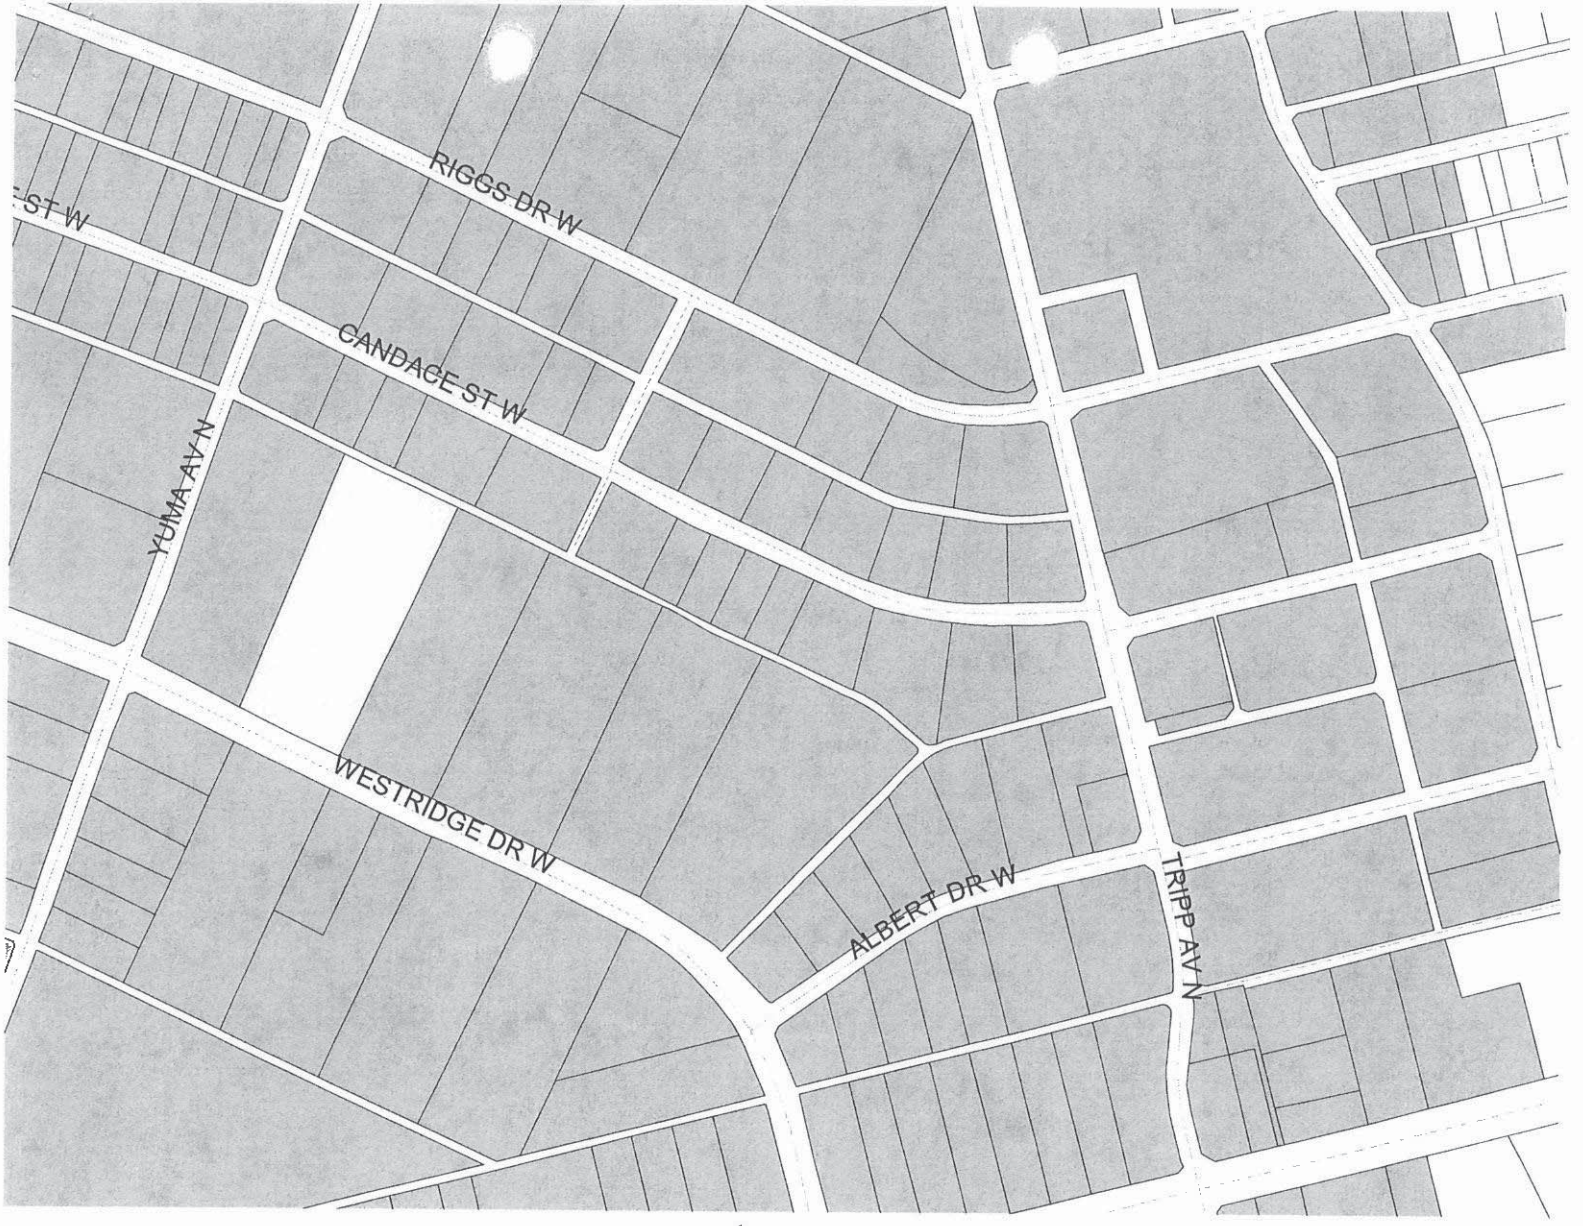 RIGGS DR W
ST W
CANDACE ST W
YUMA AV N
WESTRIDGE DR W
ALBERT DR W
TRIPP AV N